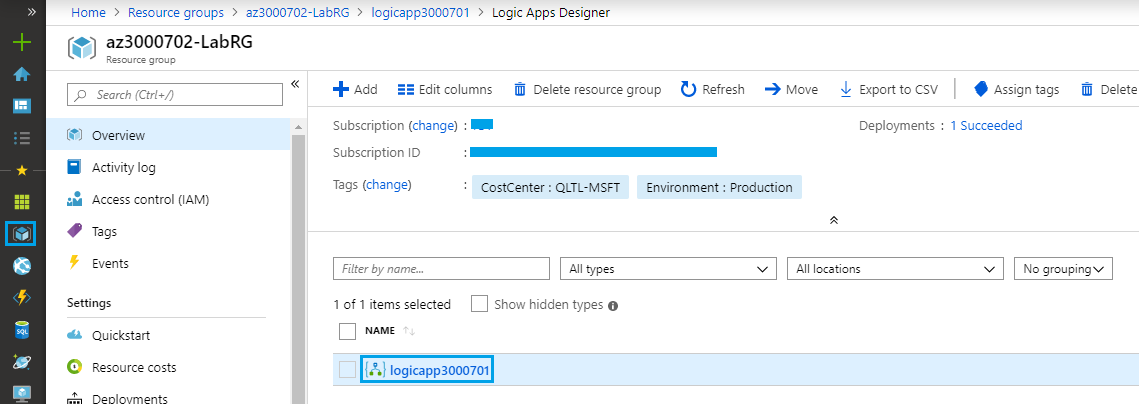 Home > Resource groups > az3000702-LabRG > logicapp3000701 > Logic Apps Designer
az3000702-LabRG
Resource group
Search (Ctrl+/)
Overview
Activity log
Access control (IAM)
Tags
Events
Settings
Quickstart
Resource costs
Deployments
Add Edit columns Delete resource group Refresh Move Export to CSV Assign tags Delete
Subscription (change) :
Deployments : 1 Succeeded
Subscription ID :
Tags (change) : CostCenter : QLTL-MSFT Environment : Production
Filter by name... All types All locations No grouping
1 of 1 items selected Show hidden types
NAME
logicapp3000701
SQL